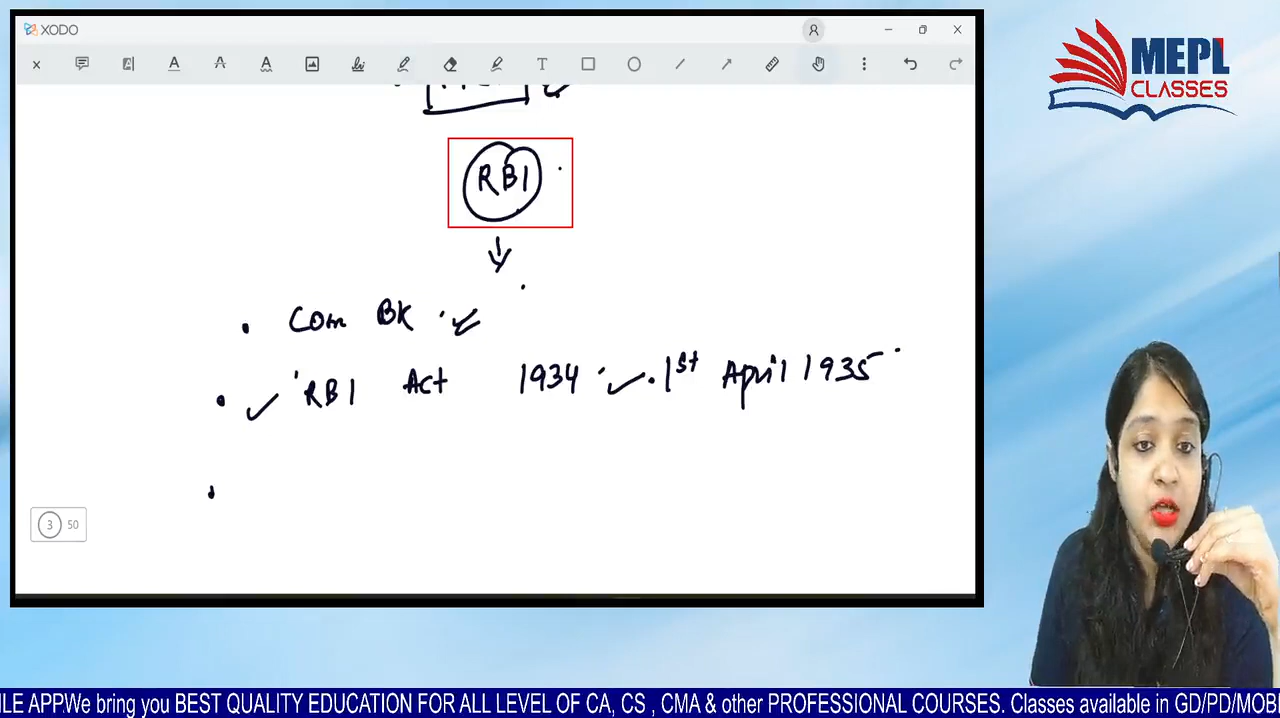 XODO
MEPL
CLASSES
RBI
Com BK
RBI Act 1934 1st April 1935
3 50
ILE APP.We bring you BEST QUALITY EDUCATION FOR ALL LEVEL OF CA, CS , CMA & other PROFESSIONAL COURSES. Classes available in GD/PD/MOBI